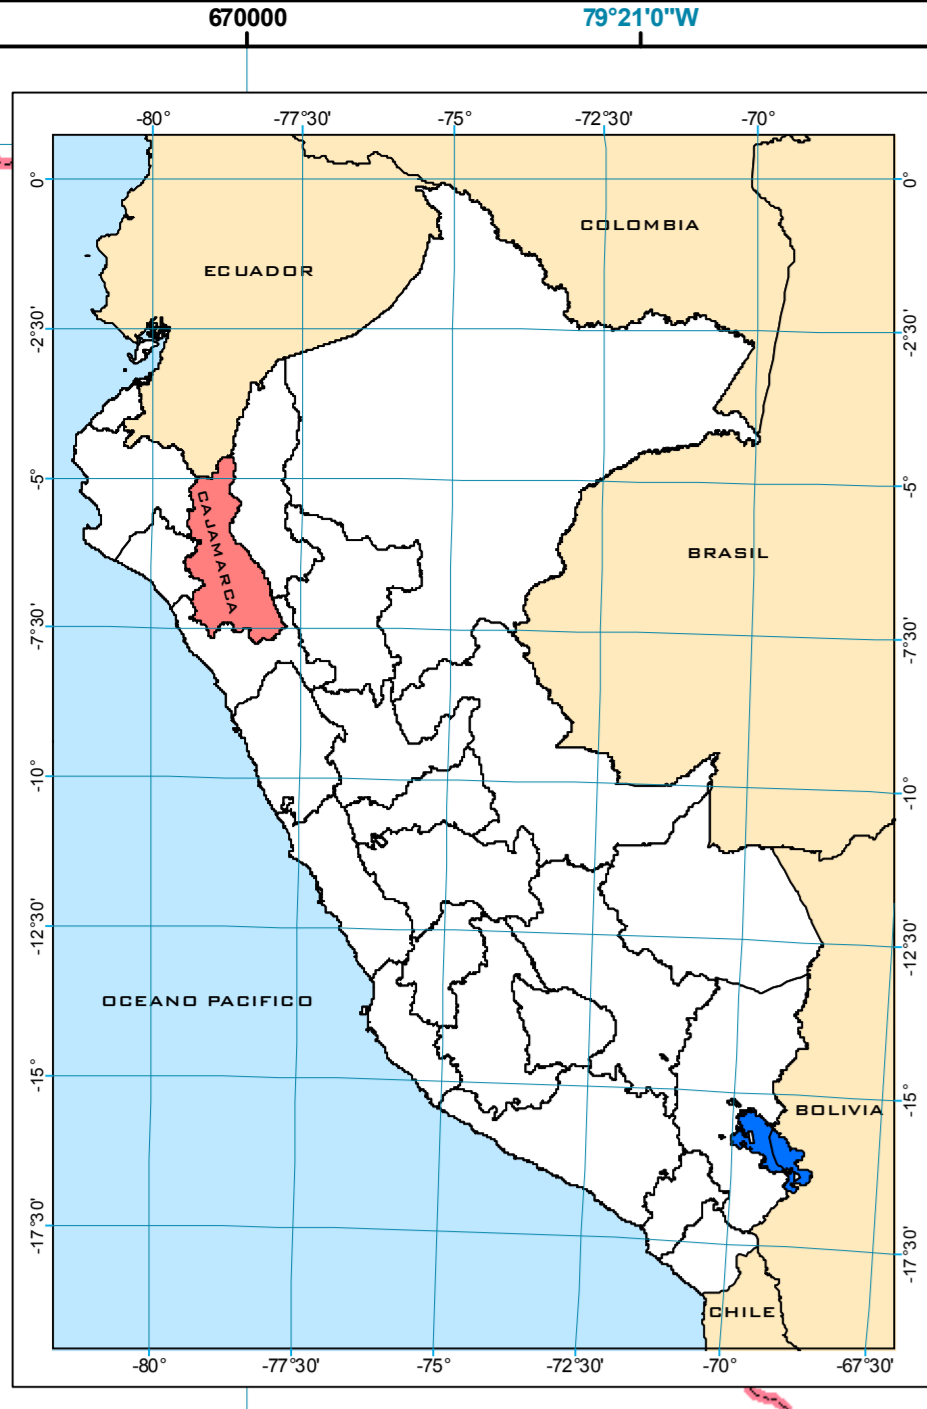 670000 79°21'0"W
-80° -77°30' -75° -72°30' -70°
0° 0°
COLOMBIA
ECUADOR
-2°30' -2°30'
-5° -5°
CAJAMARCA
BRASIL
-7°30' -7°30'
-10° -10°
-12°30' -12°30'
OCEANO PACIFICO
-15° -15°
BOLIVIA
-17°30' -17°30'
CHILE
-80° -77°30' -75° -72°30' -70° -67°30'